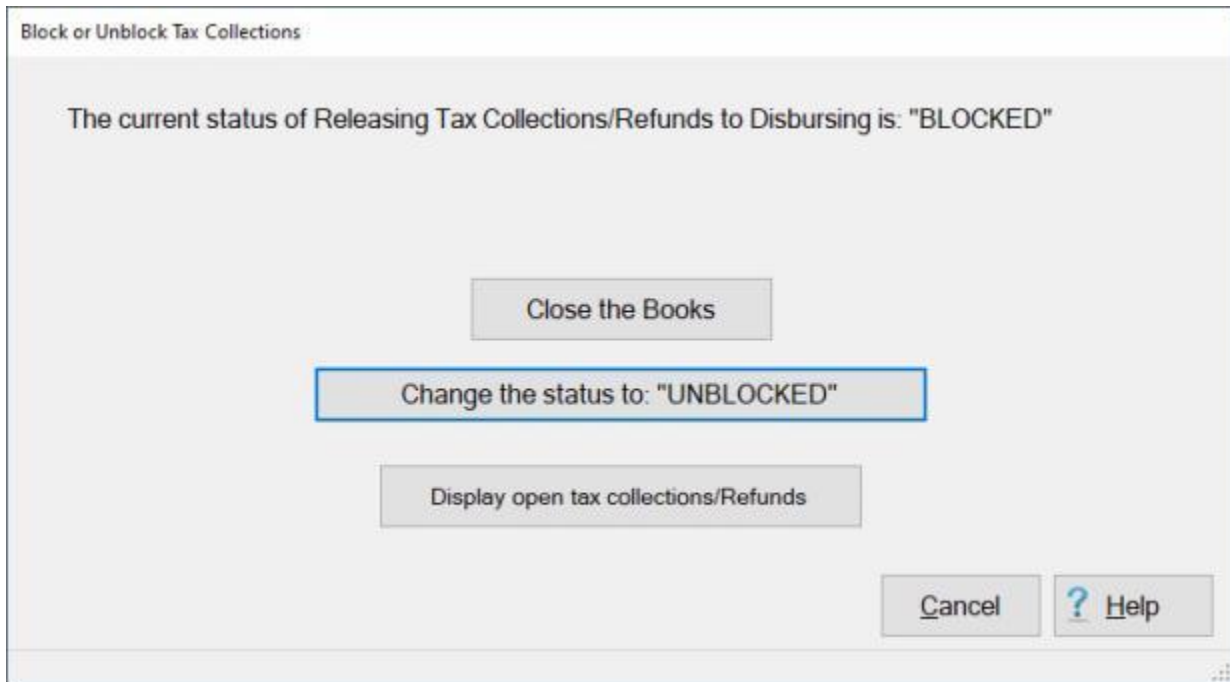 Block or Unblock Tax Collections
The current status of Releasing Tax Collections/Refunds to Disbursing is: "BLOCKED"
Close the Books
Change the status to: "UNBLOCKED"
Display open tax collections/Refunds
Cancel
? Help